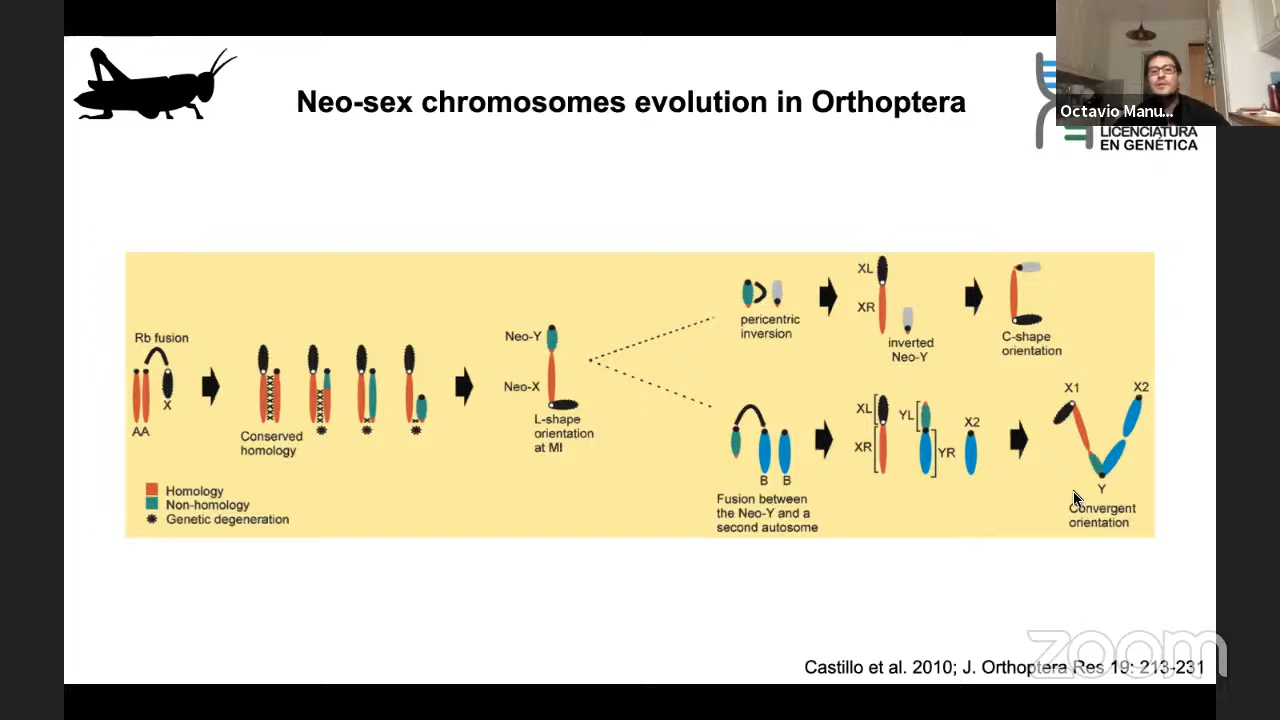 Neo-sex chromosomes evolution in Orthoptera
Octavio Manu...
LICENCIATURA
EN GENÉTICA
Rb fusion
X
AA
Conserved
homology
Homology
Non-homology
Genetic degeneration
Neo-Y
Neo-X
L-shape
orientation
at MI
pericentric
inversion
XL
XR
inverted
Neo-Y
C-shape
orientation
B B
Fusion between
the Neo-Y and a
second autosome
XL
XR
YL
YR
X2
X1
X2
Y
Convergent
orientation
Castillo et al. 2010; J. Orthoptera Res 19: 213-231
zoom